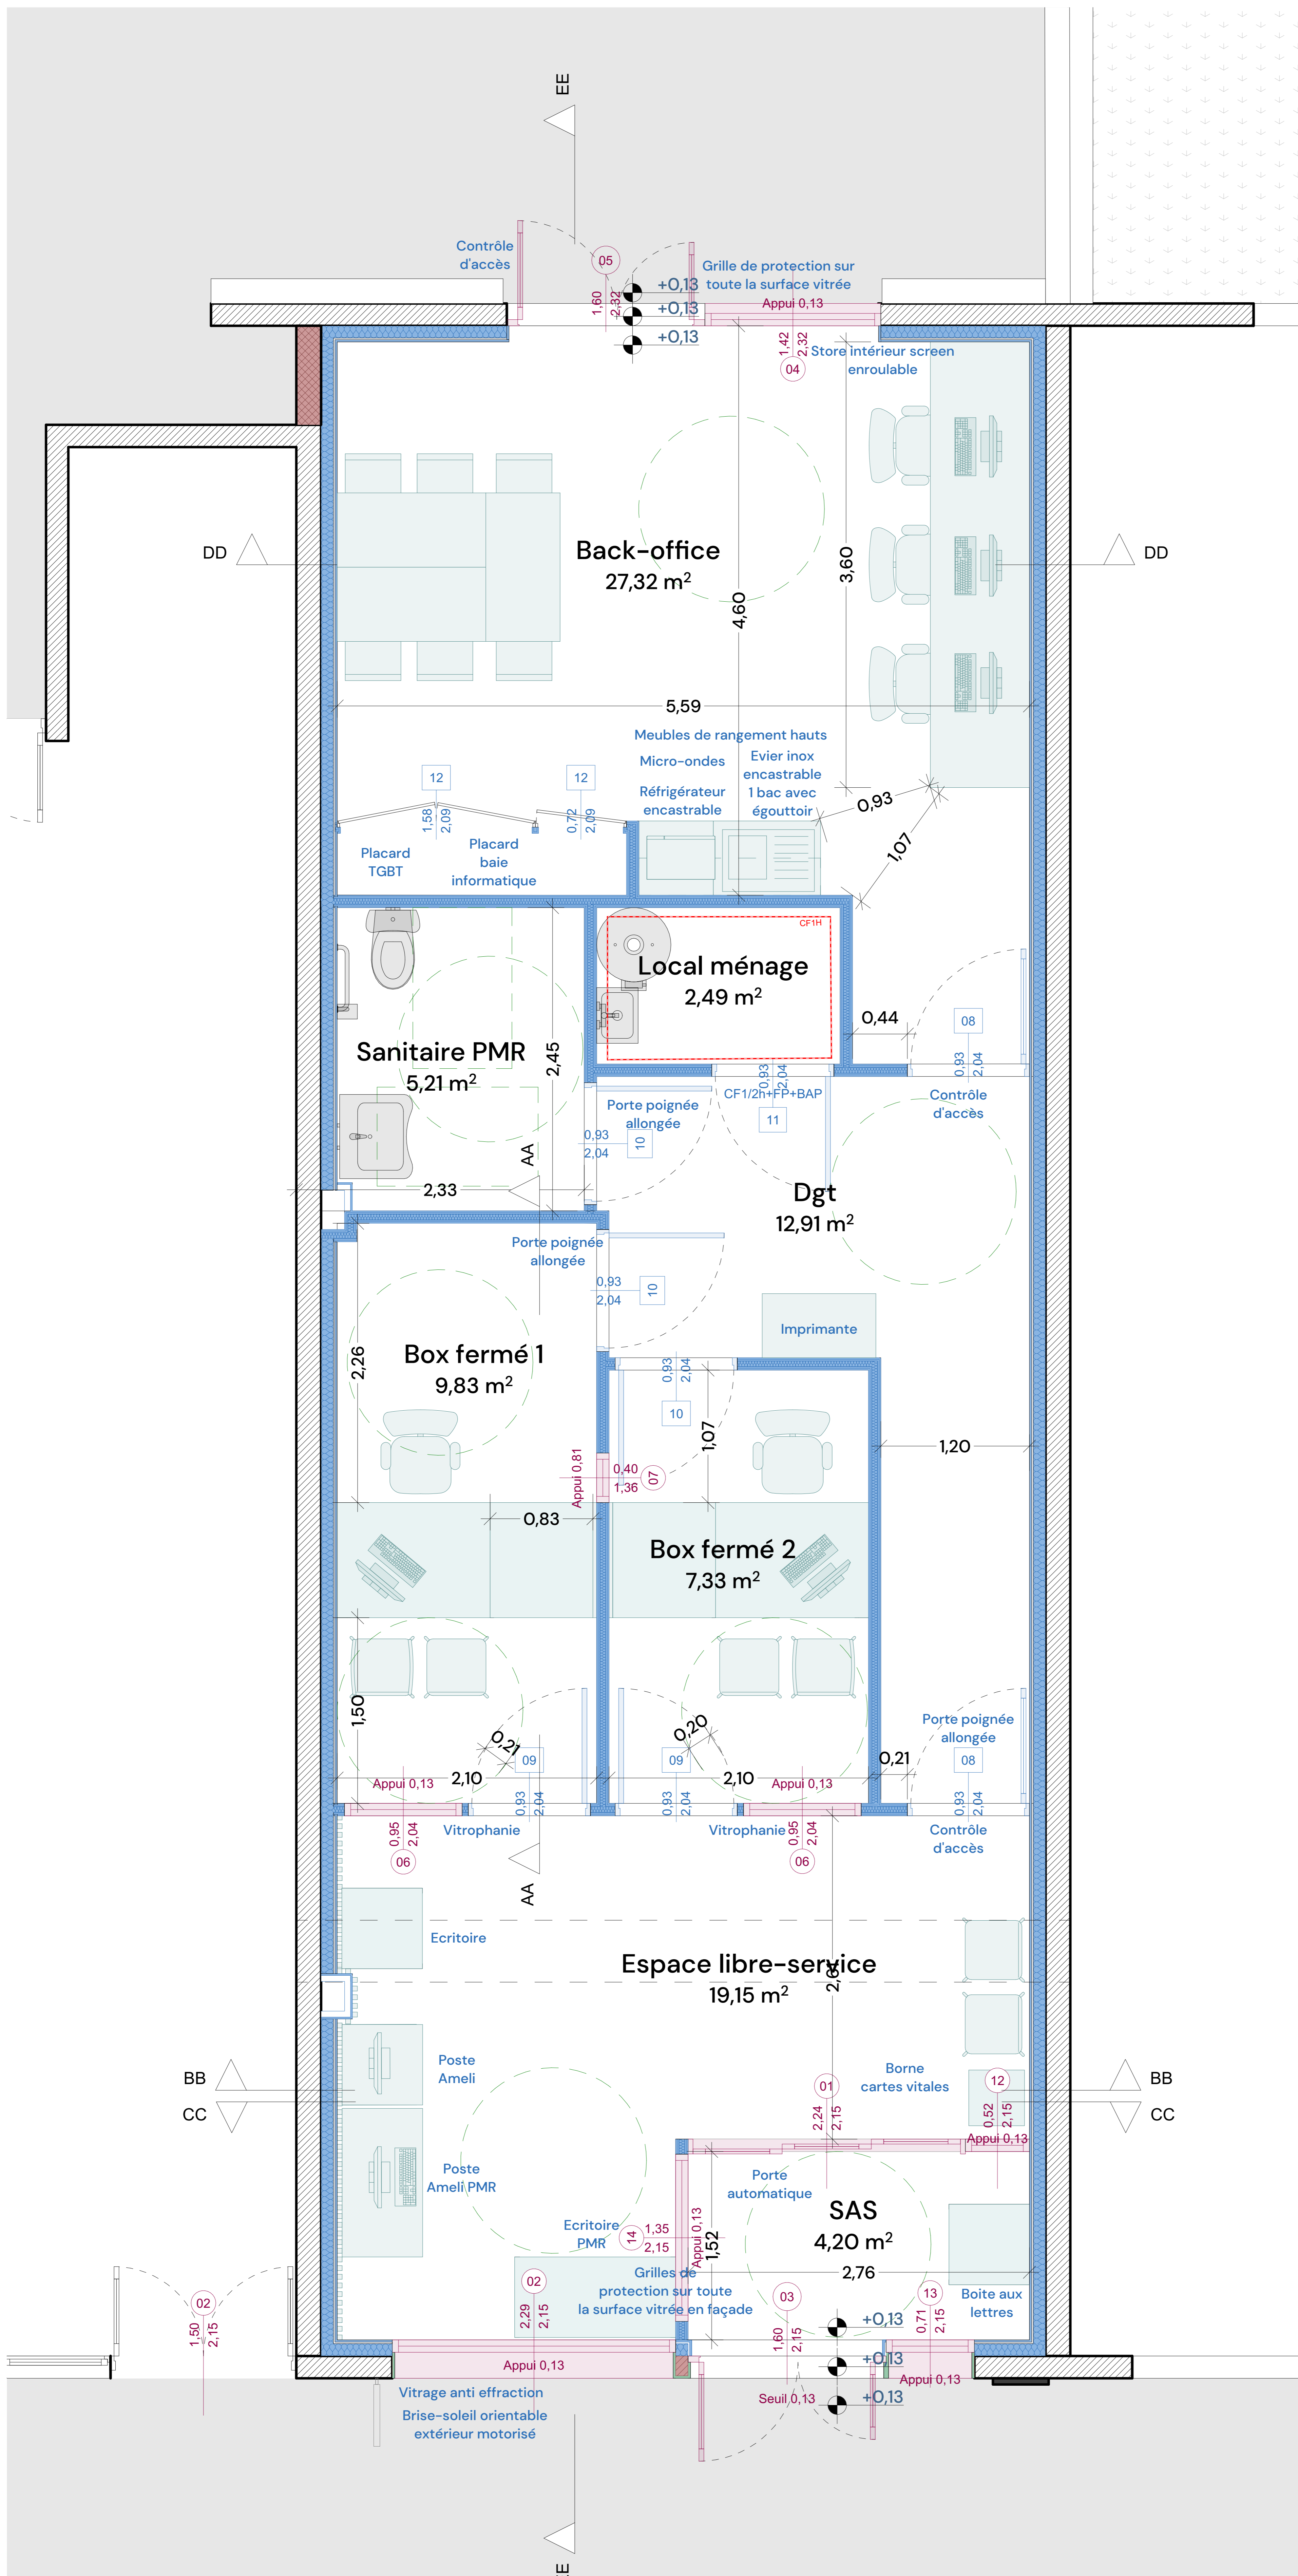 EE
Contrôle
d'accès
05
1,60
2,32
+0,13
+0,13
+0,13
Grille de protection sur
toute la surface vitrée
Appui 0,13
1,42
2,32
04
Store intérieur screen
enroulable
DD
DD
Back-office
27,32 m²
4,60
3,60
5,59
Meubles de rangement hauts
Micro-ondes
Réfrigérateur
encastrable
Evier inox
encastrable
1 bac avec
égouttoir
12
1,58
2,09
12
0,72
2,09
0,93
1,07
Placard
TGBT
Placard
baie
informatique
CF1H
Local ménage
2,49 m²
0,44
08
0,93
2,04
Contrôle
d'accès
Sanitaire PMR
5,21 m²
2,45
0,93
2,04
CF1/2h+FP+BAP
11
Porte poignée
allongée
0,93
2,04
10
AA
2,33
Dgt
12,91 m²
Porte poignée
allongée
0,93
2,04
10
Imprimante
Box fermé 1
9,83 m²
2,26
0,93
2,04
10
1,07
1,20
Appui 0,81
0,40
1,36
07
0,83
Box fermé 2
7,33 m²
1,50
0,21
0,20
Porte poignée
allongée
09
09
0,21
08
Appui 0,13
2,10
2,10
Appui 0,13
0,93
2,04
0,93
2,04
0,93
2,04
0,95
2,04
06
Vitrophanie
Vitrophanie
0,95
2,04
06
Contrôle
d'accès
AA
Ecritoire
Espace libre-service
19,15 m²
BB
CC
Poste
Ameli
Borne
cartes vitales
01
2,24
2,15
12
0,52
2,15
Appui 0,13
BB
CC
Poste
Ameli PMR
Porte
automatique
SAS
4,20 m²
Ecritoire
PMR
14
1,35
2,15
Appui 0,13
1,52
2,76
Grilles de
protection sur toute
la surface vitrée en façade
02
2,29
2,15
03
1,60
2,15
13
0,71
2,15
Boite aux
lettres
02
1,50
2,15
+0,13
+0,13
+0,13
Appui 0,13
Appui 0,13
Seuil 0,13
Vitrage anti effraction
Brise-soleil orientable
extérieur motorisé